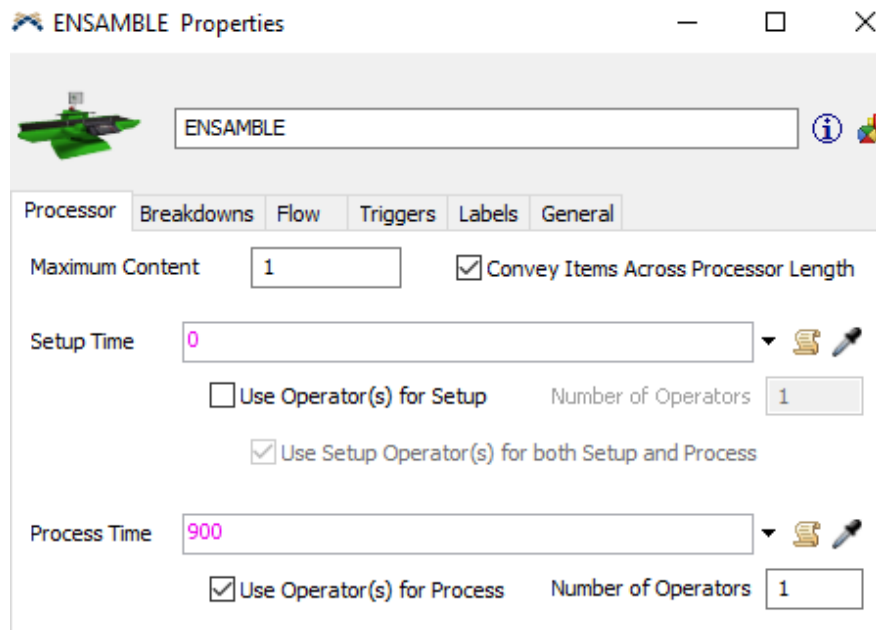 ENSAMBLE Properties
ENSAMBLE
Processor Breakdowns Flow Triggers Labels General
Maximum Content 1 Convey Items Across Processor Length
Setup Time 0
Use Operator(s) for Setup Number of Operators 1
Use Setup Operator(s) for both Setup and Process
Process Time 900
Use Operator(s) for Process Number of Operators 1